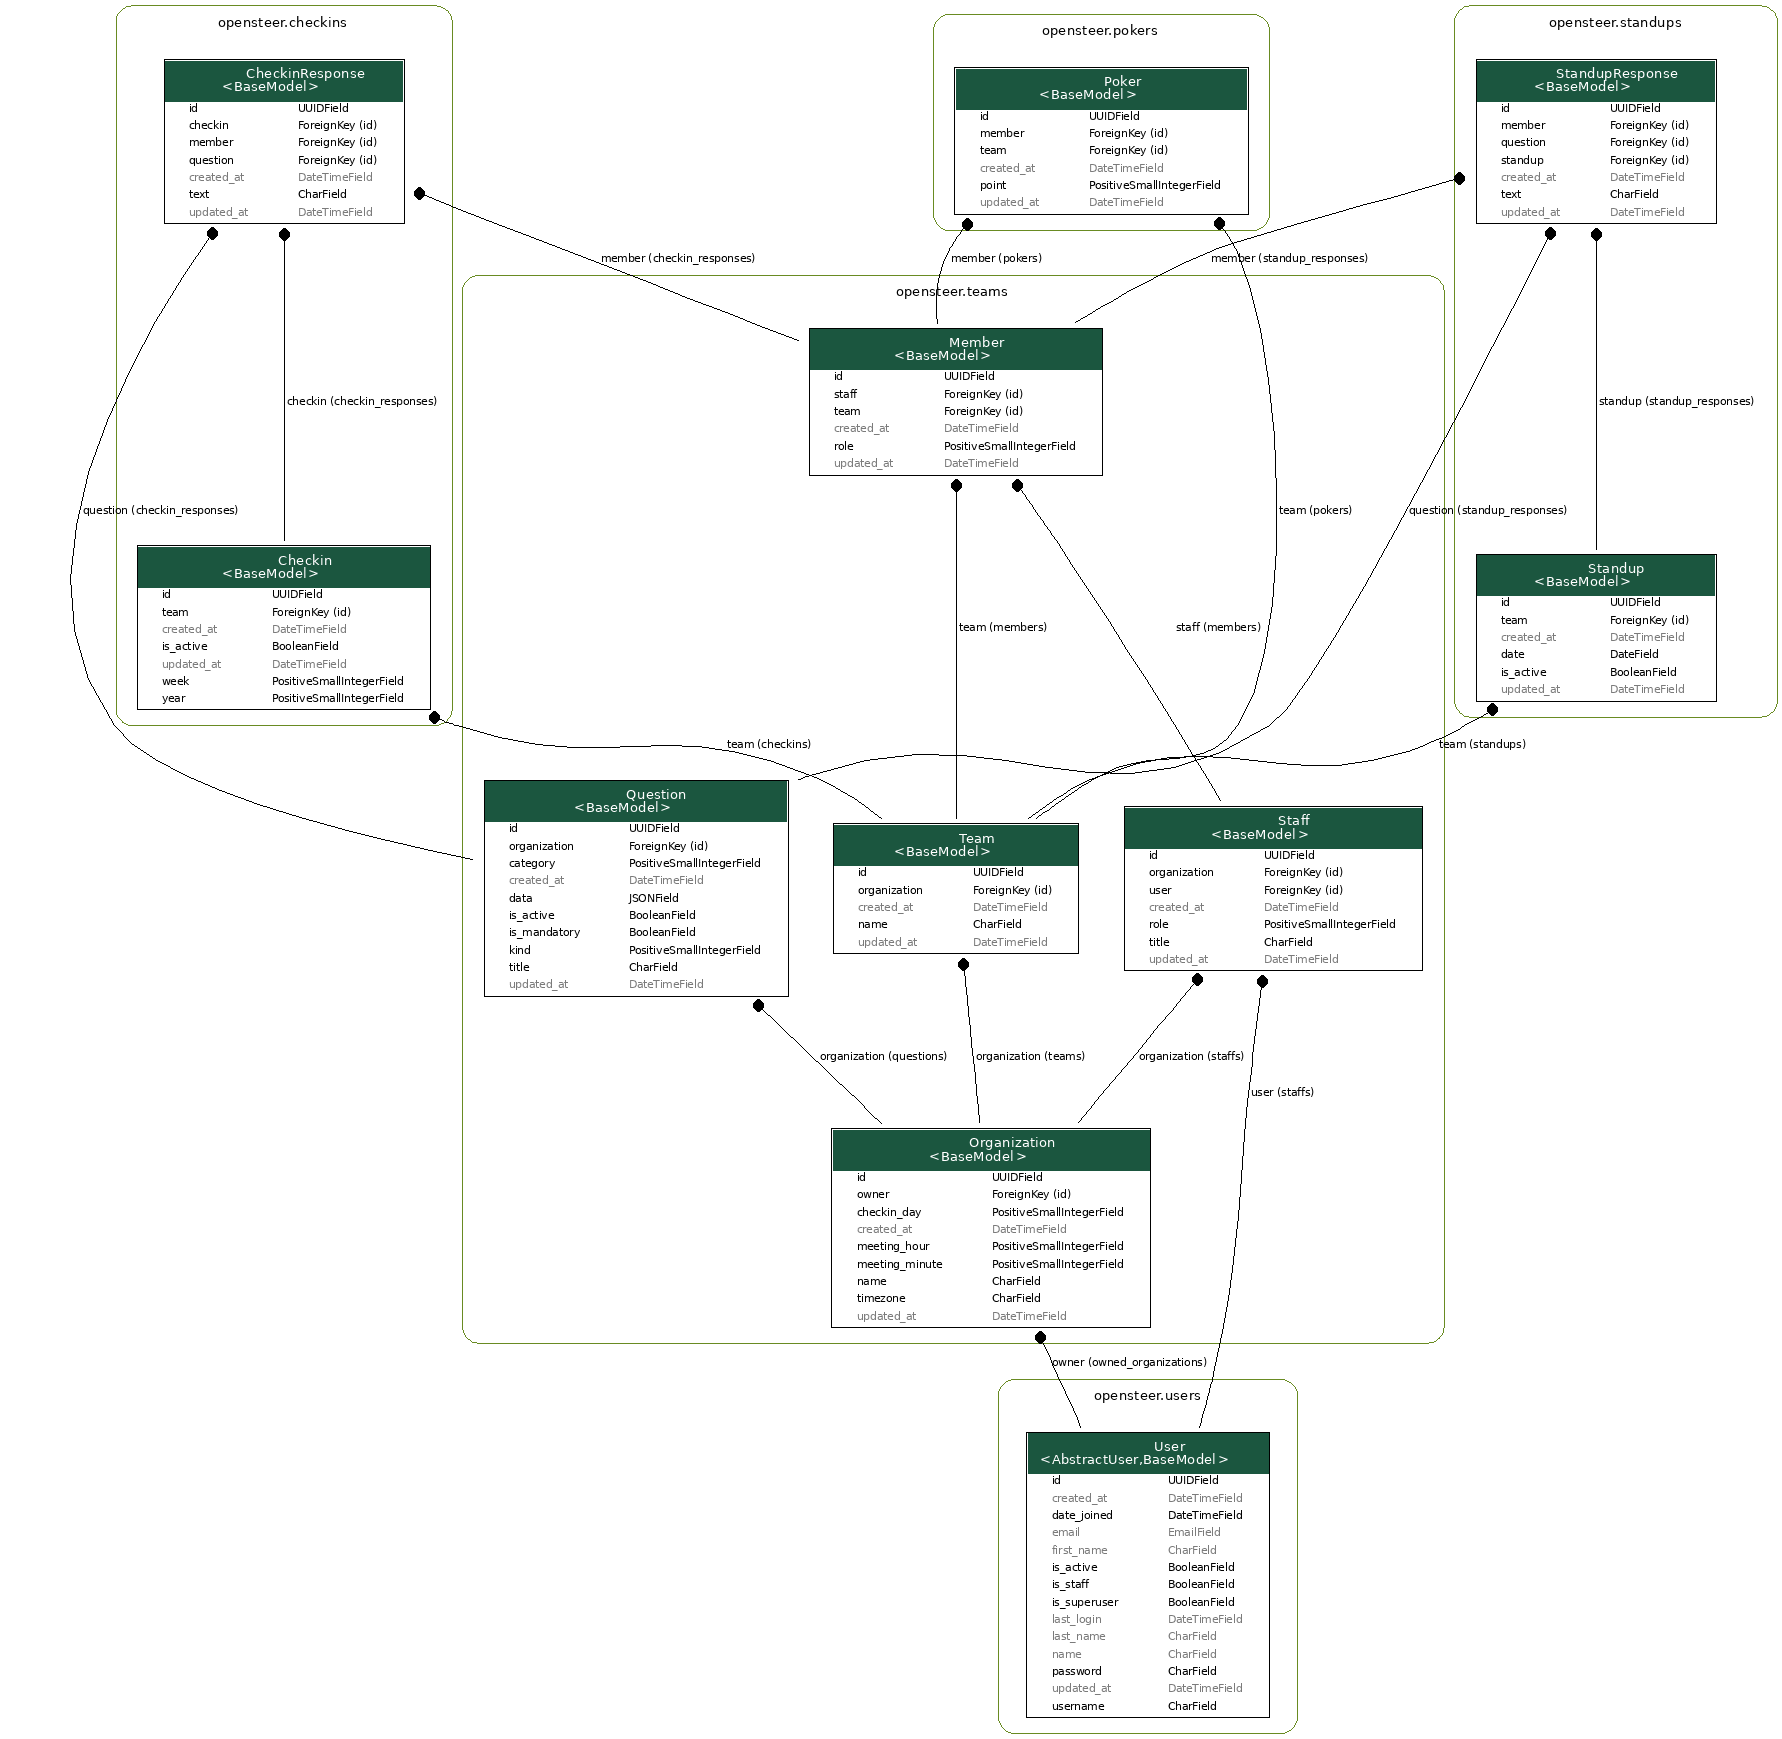 opensteer.checkins
CheckinResponse
<BaseModel>
id UUIDField
checkin ForeignKey (id)
member ForeignKey (id)
question ForeignKey (id)
created_at DateTimeField
text CharField
updated_at DateTimeField
opensteer.pokers
Poker
<BaseModel>
id UUIDField
member ForeignKey (id)
team ForeignKey (id)
created_at DateTimeField
point PositiveSmallIntegerField
updated_at DateTimeField
opensteer.standups
StandupResponse
<BaseModel>
id UUIDField
member ForeignKey (id)
question ForeignKey (id)
standup ForeignKey (id)
created_at DateTimeField
text CharField
updated_at DateTimeField
member (checkin_responses)
member (pokers)
member (standup_responses)
opensteer.teams
Member
<BaseModel>
id UUIDField
staff ForeignKey (id)
team ForeignKey (id)
created_at DateTimeField
role PositiveSmallIntegerField
updated_at DateTimeField
checkin (checkin_responses)
standup (standup_responses)
question (checkin_responses)
team (pokers)
question (standup_responses)
Checkin
<BaseModel>
id UUIDField
team ForeignKey (id)
created_at DateTimeField
is_active BooleanField
updated_at DateTimeField
week PositiveSmallIntegerField
year PositiveSmallIntegerField
team (members)
staff (members)
Standup
<BaseModel>
id UUIDField
team ForeignKey (id)
created_at DateTimeField
date DateField
is_active BooleanField
updated_at DateTimeField
team (checkins)
team (standups)
Question
<BaseModel>
id UUIDField
organization ForeignKey (id)
category PositiveSmallIntegerField
created_at DateTimeField
data JSONField
is_active BooleanField
is_mandatory BooleanField
kind PositiveSmallIntegerField
title CharField
updated_at DateTimeField
Team
<BaseModel>
id UUIDField
organization ForeignKey (id)
created_at DateTimeField
name CharField
updated_at DateTimeField
Staff
<BaseModel>
id UUIDField
organization ForeignKey (id)
user ForeignKey (id)
created_at DateTimeField
role PositiveSmallIntegerField
title CharField
updated_at DateTimeField
organization (questions)
organization (teams)
organization (staffs)
user (staffs)
Organization
<BaseModel>
id UUIDField
owner ForeignKey (id)
checkin_day PositiveSmallIntegerField
created_at DateTimeField
meeting_hour PositiveSmallIntegerField
meeting_minute PositiveSmallIntegerField
name CharField
timezone CharField
updated_at DateTimeField
owner (owned_organizations)
opensteer.users
User
<AbstractUser,BaseModel>
id UUIDField
created_at DateTimeField
date_joined DateTimeField
email EmailField
first_name CharField
is_active BooleanField
is_staff BooleanField
is_superuser BooleanField
last_login DateTimeField
last_name CharField
name CharField
password CharField
updated_at DateTimeField
username CharField